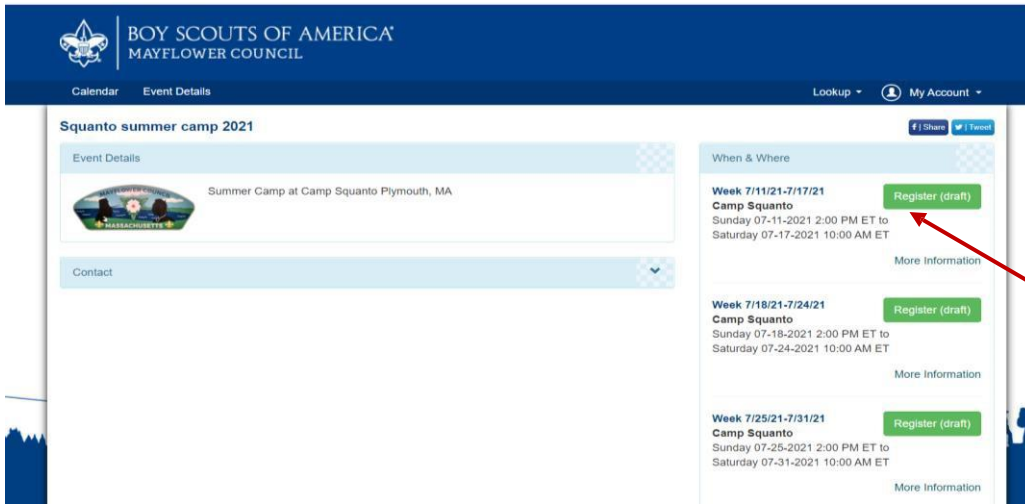 BOY SCOUTS OF AMERICA®
MAYFLOWER COUNCIL
Calendar Event Details Lookup My Account
Squanto summer camp 2021
f | Share | Tweet
Event Details
MAYFLOWER COUNCIL
MASSACHUSETTS
Summer Camp at Camp Squanto Plymouth, MA
Contact
When & Where
Week 7/11/21-7/17/21
Register (draft)
Camp Squanto
Sunday 07-11-2021 2:00 PM ET to
Saturday 07-17-2021 10:00 AM ET
More Information
Week 7/18/21-7/24/21
Register (draft)
Camp Squanto
Sunday 07-18-2021 2:00 PM ET to
Saturday 07-24-2021 10:00 AM ET
More Information
Week 7/25/21-7/31/21
Register (draft)
Camp Squanto
Sunday 07-25-2021 2:00 PM ET to
Saturday 07-31-2021 10:00 AM ET
More Information